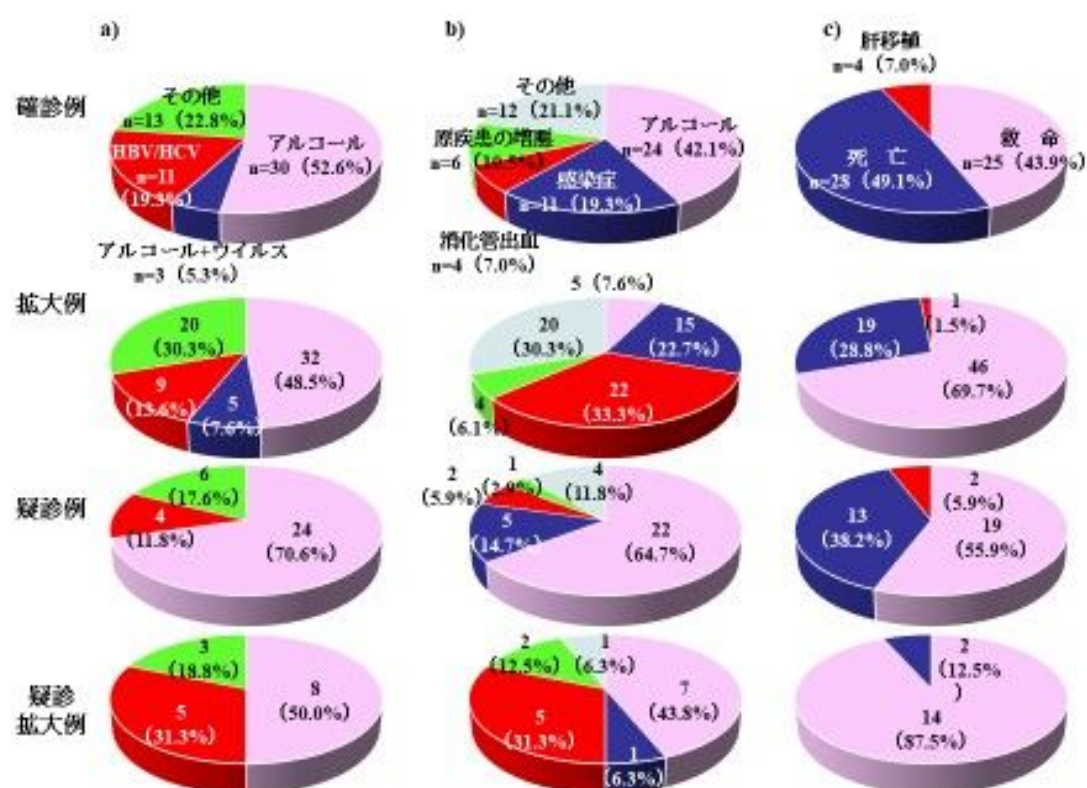 a)
b)
c)
確診例
その他
n=13（22.8%）
アルコール
n=30（52.6%）
HBV/HCV
n=11
（19.3%）
アルコール+ウイルス
n=3（5.3%）
その他
n=12（21.1%）
アルコール
n=24（42.1%）
原疾患の増悪
n=6（10.5%）
感染症
n=11（19.3%）
消化管出血
n=4（7.0%）
肝移植
n=4（7.0%）
死 亡
n=28（49.1%）
救 命
n=25（43.9%）
拡大例
20
（30.3%）
32
（48.5%）
9
（13.6%）
5
（7.6%）
5（7.6%）
20
（30.3%）
15
（22.7%）
22
（33.3%）
4
（6.1%）
1
（1.5%）
19
（28.8%）
46
（69.7%）
疑診例
6
（17.6%）
4
（11.8%）
24
（70.6%）
2
（5.9%）
1
（2.9%）
4
（11.8%）
5
（14.7%）
22
（64.7%）
2
（5.9%）
13
（38.2%）
19
（55.9%）
疑診
拡大例
3
（18.8%）
5
（31.3%）
8
（50.0%）
2
（12.5%）
1
（6.3%）
7
（43.8%）
5
（31.3%）
1
（6.3%）
2
（12.5%
）
14
（87.5%）